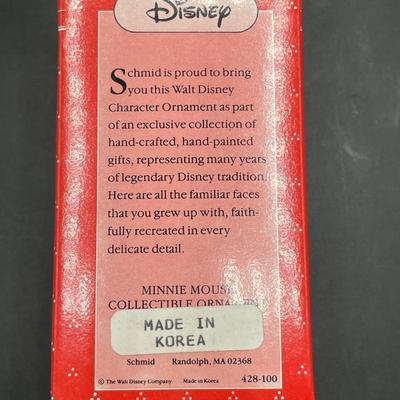 Disney
Schmid is proud to bring
you this Walt Disney
Character Ornament as part
of an exclusive collection of
hand-crafted, hand-painted
gifts, representing many years
of legendary Disney tradition.
Here are all the familiar faces
that you grew up with, faith-
fully recreated in every
delicate detail.
MINNIE MOUSE
COLLECTIBLE
MADE IN
KOREA
Schmid Randolph, MA 02368
© The Walt Disney Company Made in Korea 428-100